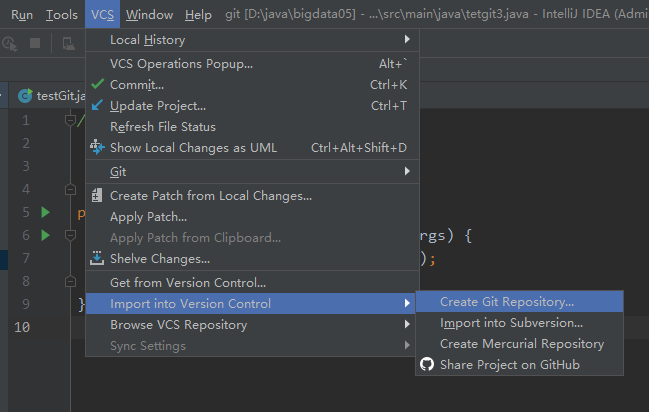 Tools VCS Window Help git [D:\java\bigdata05] - ...\src\main\java\tetgit3.java - IntelliJ IDEA (Admi
Local History
VCS Operations Popup... Alt+`
Commit... Ctrl+K
testGit.ja
Update Project... Ctrl+T
1 /
Refresh File Status
2
Show Local Changes as UML Ctrl+Alt+Shift+D
3
Git
4
Create Patch from Local Changes...
5 p
Apply Patch...
6 rgs) {
Apply Patch from Clipboard...
7 );
Shelve Changes...
8
Get from Version Control...
9 }
Import into Version Control
Create Git Repository...
10
Browse VCS Repository
Import into Subversion...
Sync Settings
Create Mercurial Repository
Share Project on GitHub